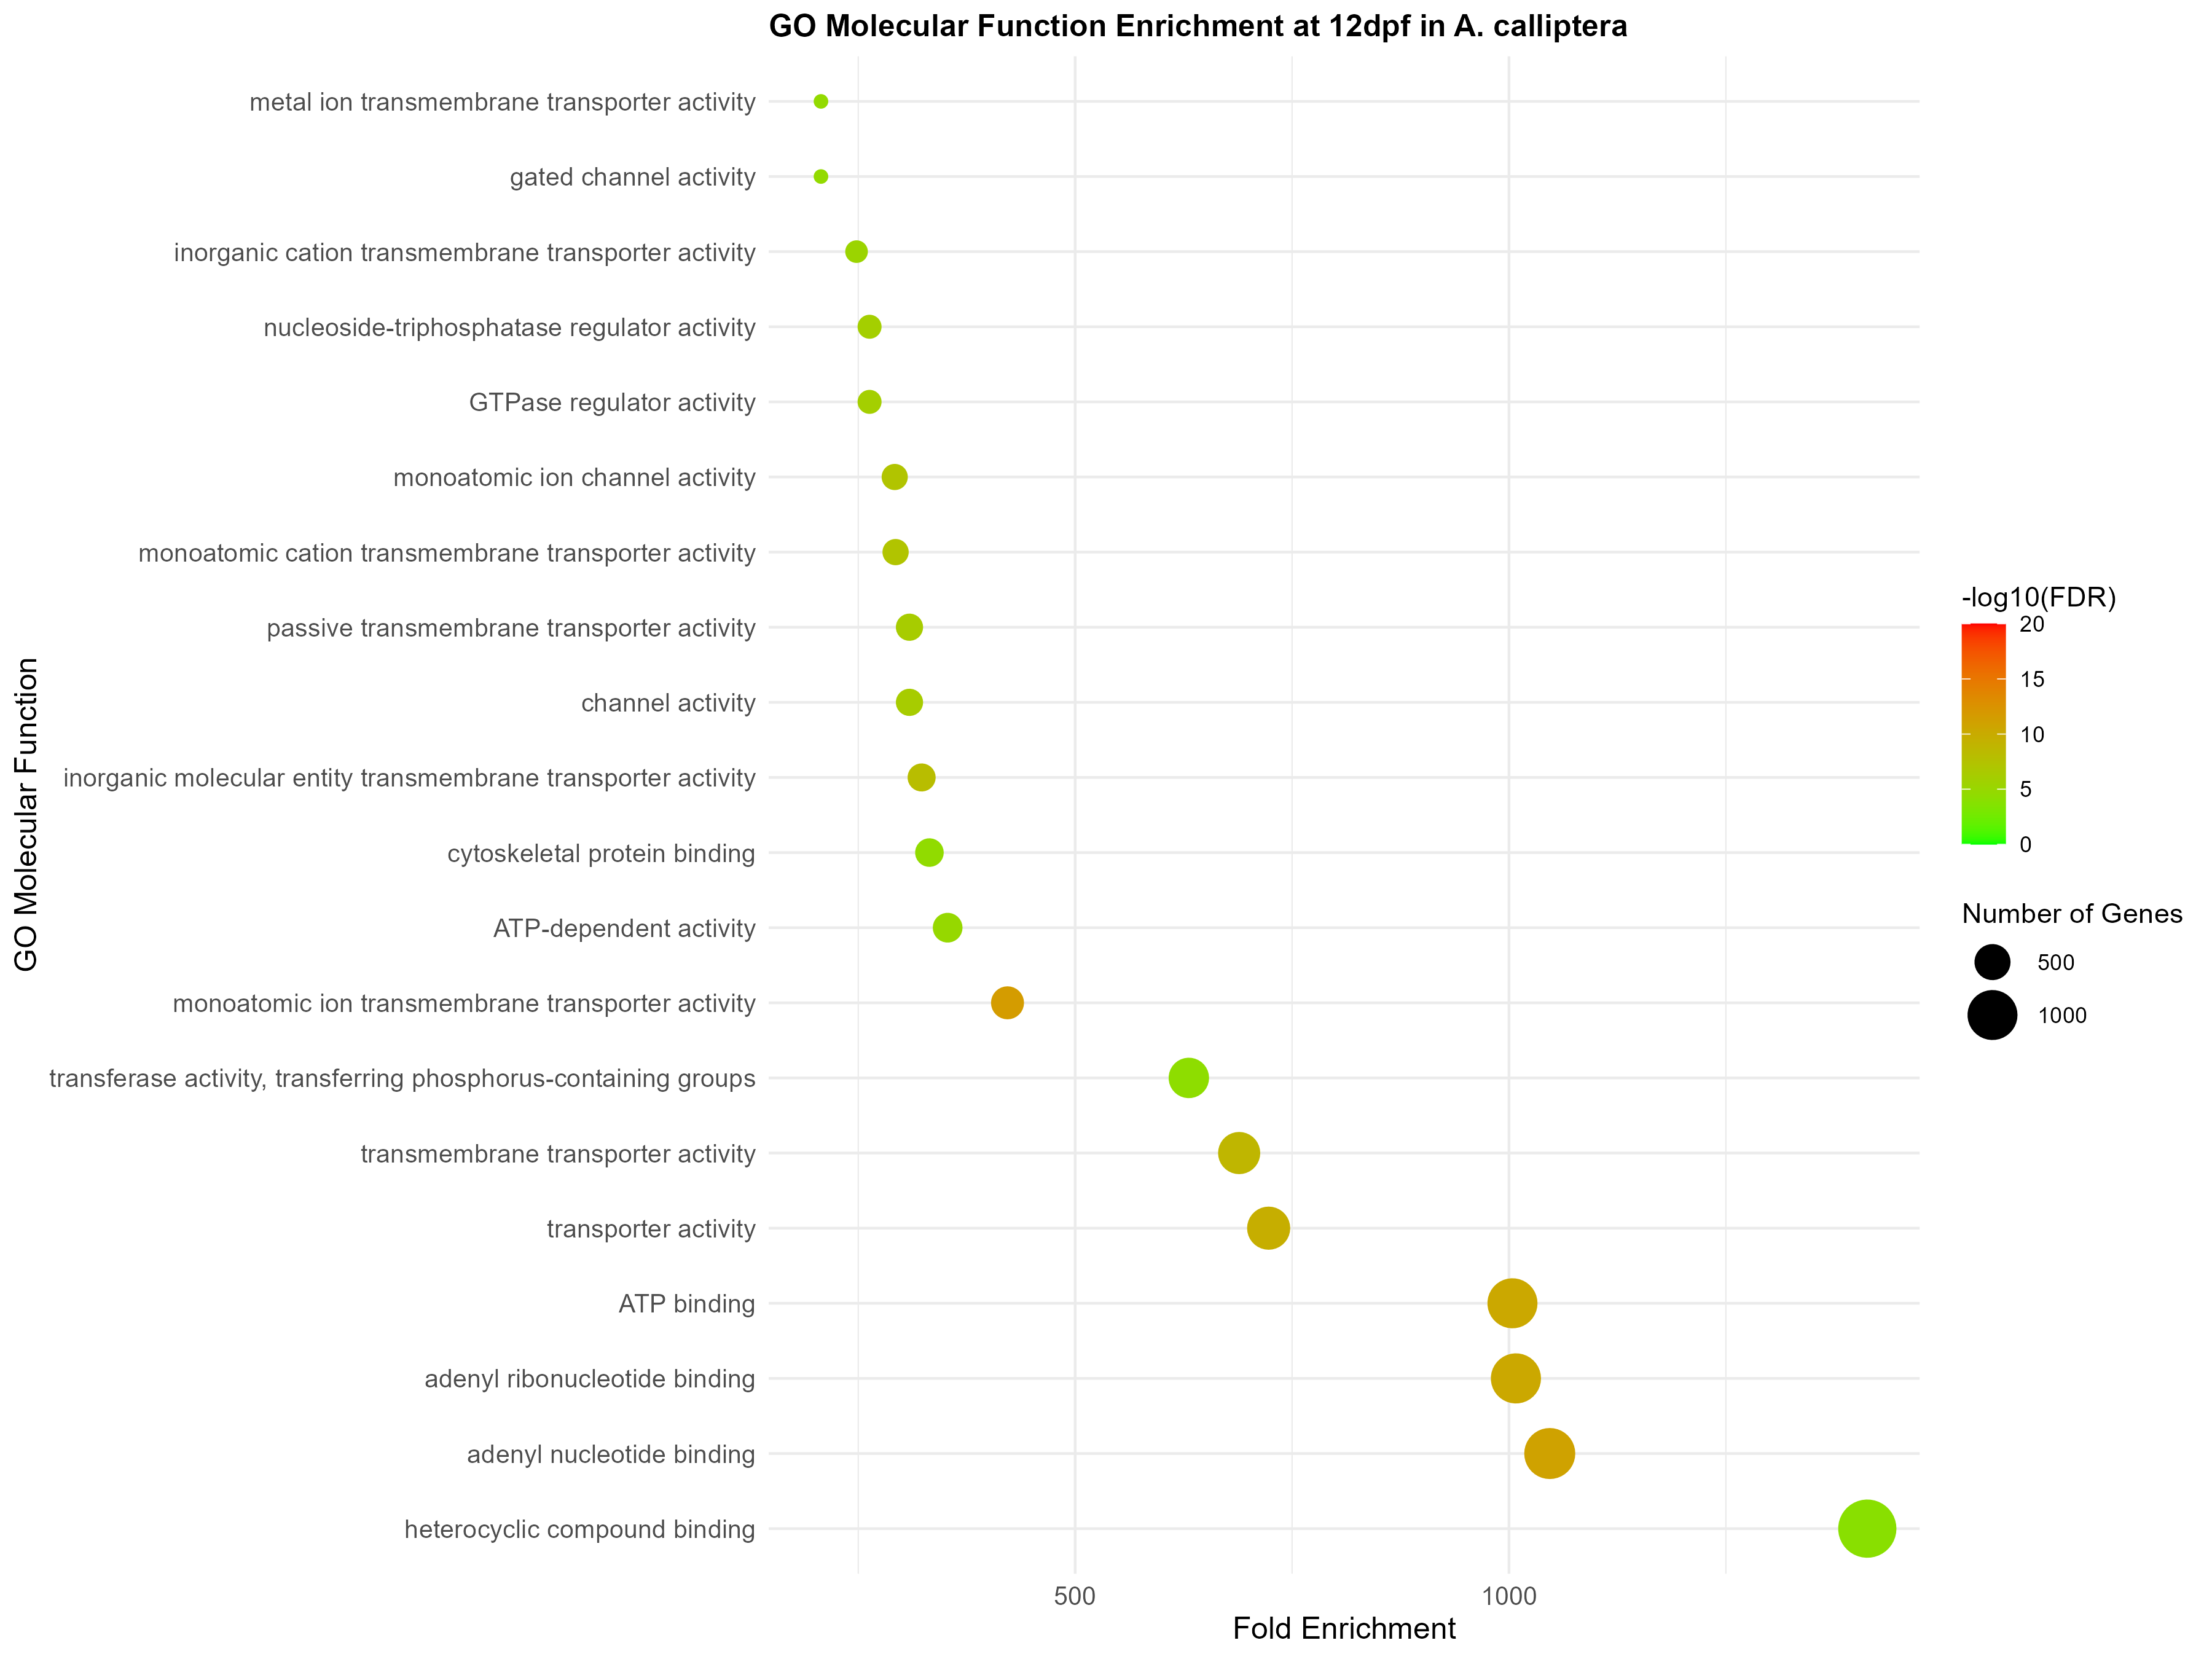 GO Molecular Function Enrichment at 12dpf in A. calliptera
GO Molecular Function
metal ion transmembrane transporter activity
gated channel activity
inorganic cation transmembrane transporter activity
nucleoside-triphosphatase regulator activity
GTPase regulator activity
monoatomic ion channel activity
monoatomic cation transmembrane transporter activity
passive transmembrane transporter activity
channel activity
inorganic molecular entity transmembrane transporter activity
cytoskeletal protein binding
ATP-dependent activity
monoatomic ion transmembrane transporter activity
transferase activity, transferring phosphorus-containing groups
transmembrane transporter activity
transporter activity
ATP binding
adenyl ribonucleotide binding
adenyl nucleotide binding
heterocyclic compound binding
500
1000
Fold Enrichment
-log10(FDR)
20
15
10
5
0
Number of Genes
500
1000